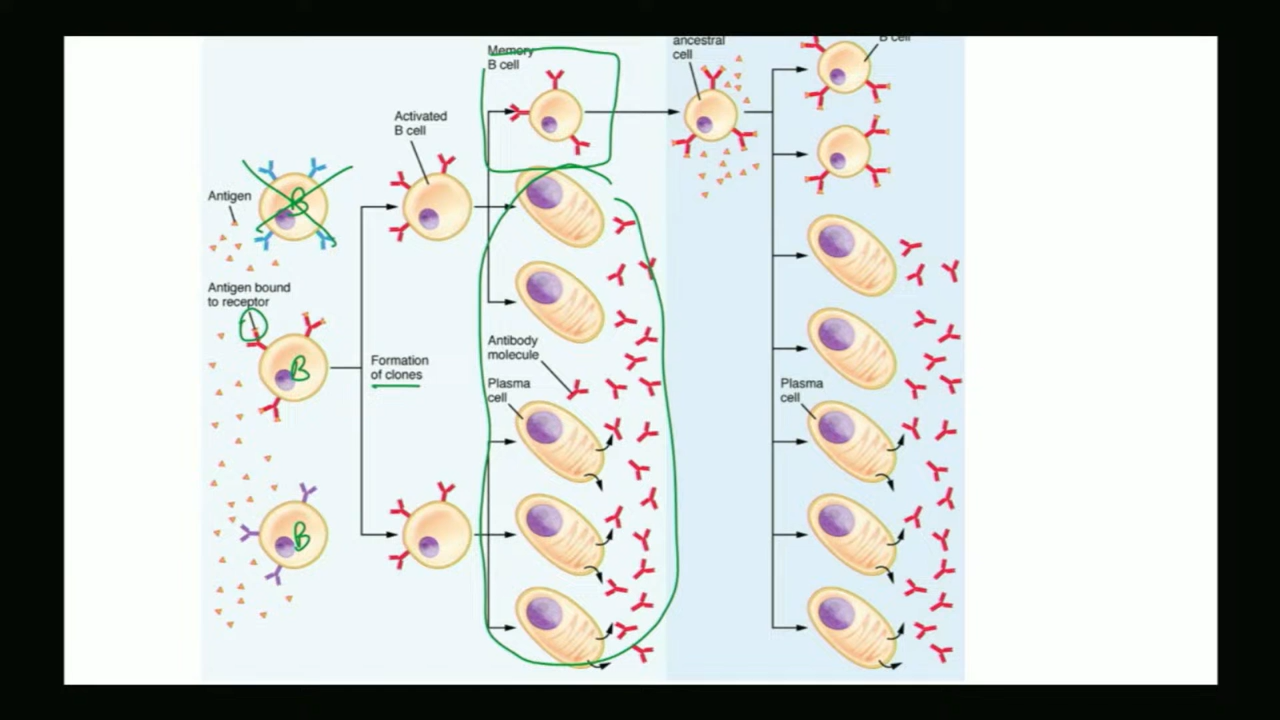 Memory
B cell
ancestral
cell
B cell
Activated
B cell
Antigen
B
Antigen bound
to receptor
B
Formation
of clones
Antibody
molecule
Plasma
cell
Plasma
cell
B